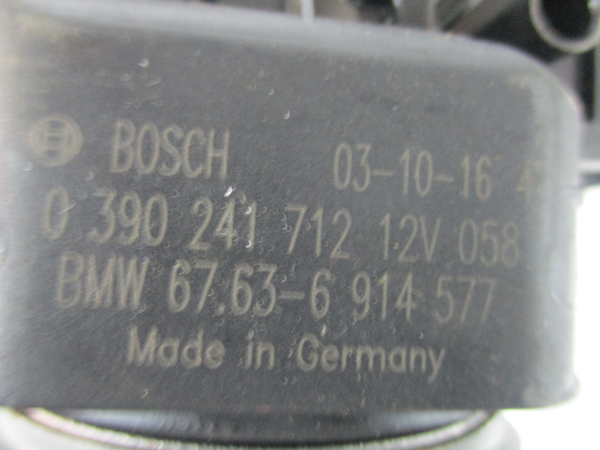 BOSCH 03-10-16 4
0 390 241 712 12V 058
BMW 67.63-6 914 577
Made in Germany